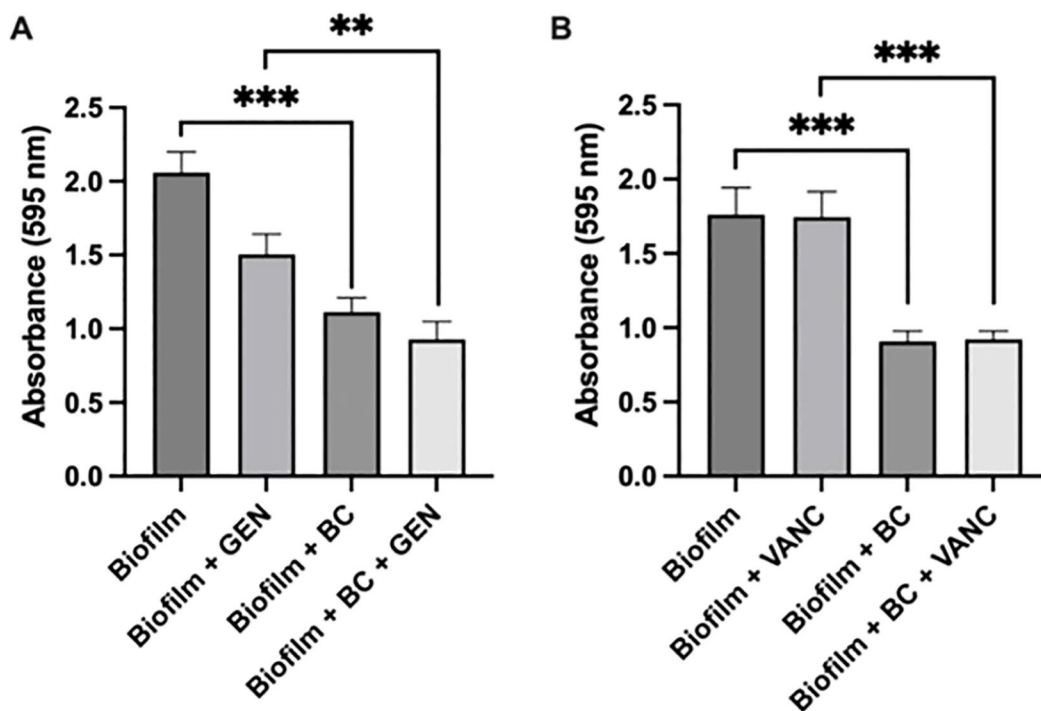 A
**
***
Absorbance (595 nm)
2.5
2.0
1.5
1.0
0.5
0.0
Biofilm
Biofilm + GEN
Biofilm + BC
Biofilm + BC + GEN
B
***
***
Absorbance (595 nm)
2.5
2.0
1.5
1.0
0.5
0.0
Biofilm
Biofilm + VANC
Biofilm + BC
Biofilm + BC + VANC